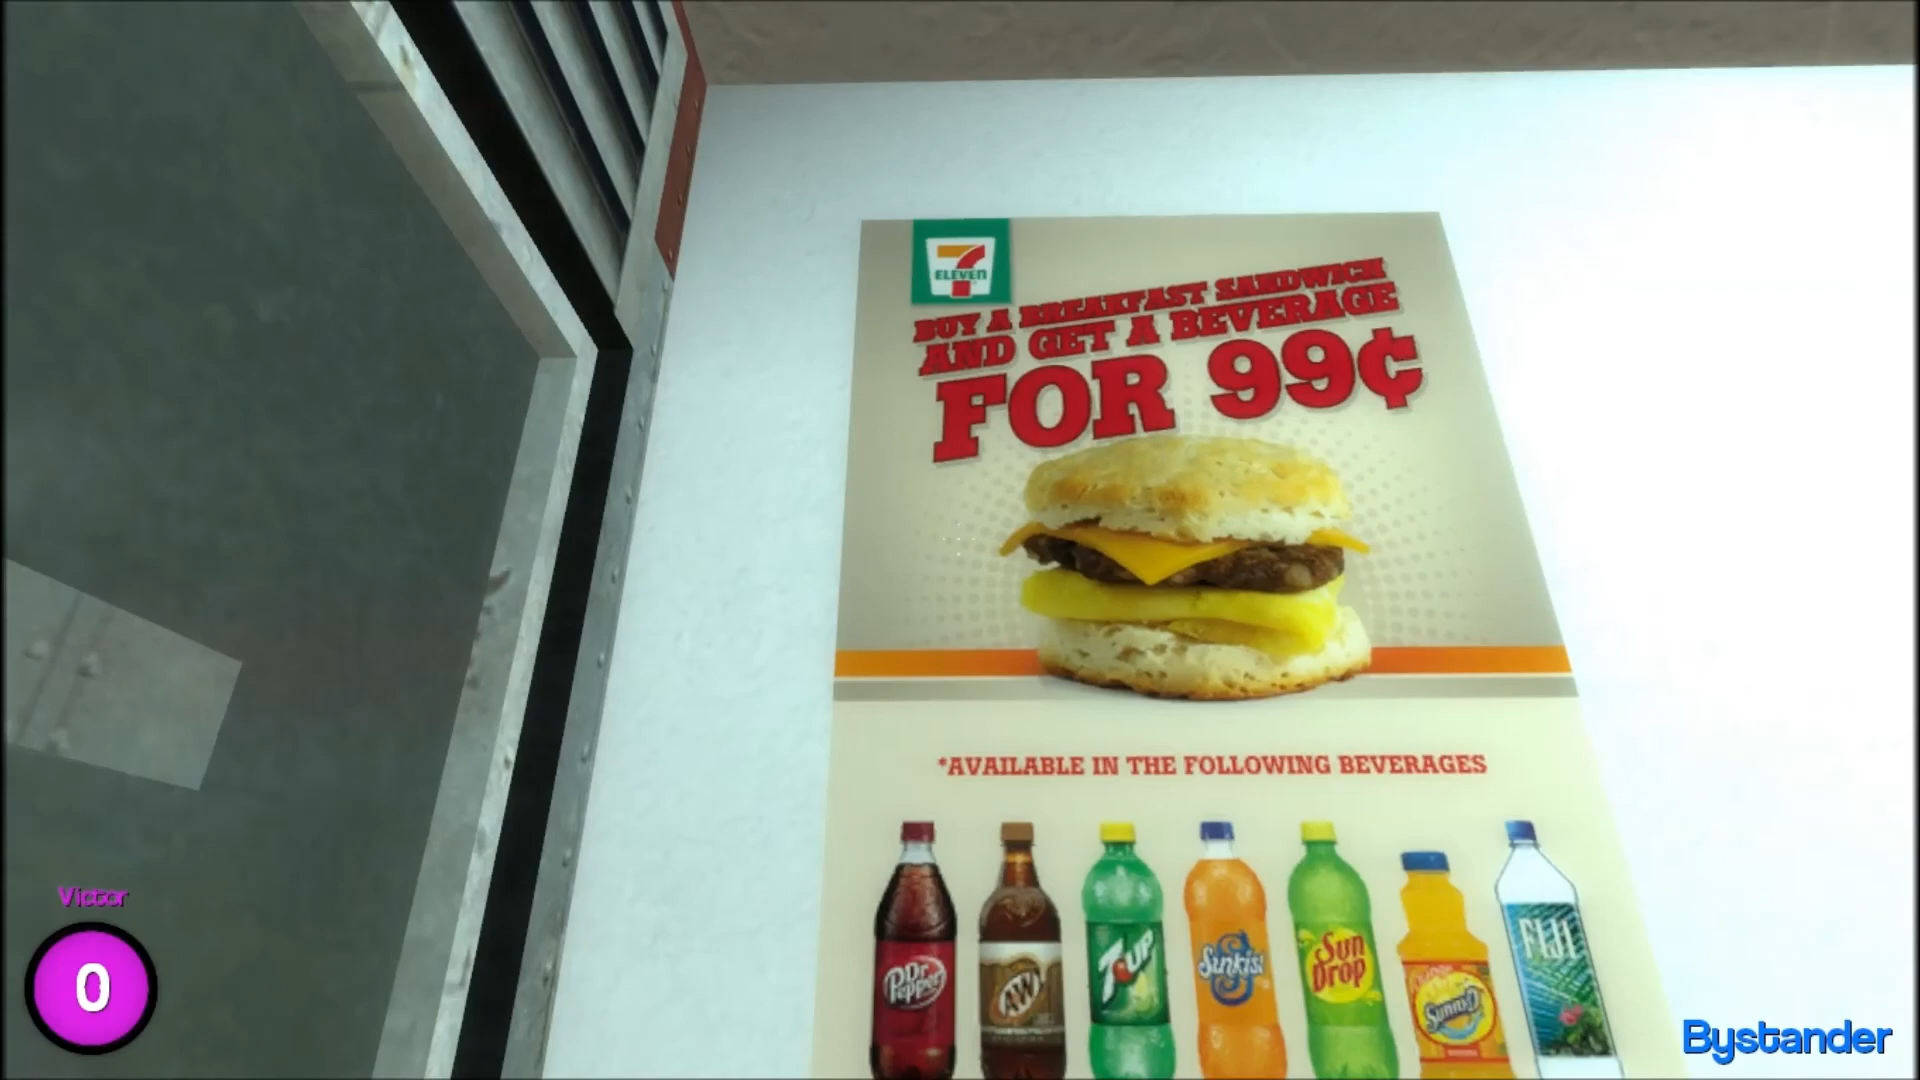 7
ELEVEN
BUY A BREAKFAST SANDWICH
AND GET A BEVERAGE
FOR 99¢
*AVAILABLE IN THE FOLLOWING BEVERAGES
Dr Pepper
A&W
7UP
Sunkist
Sun Drop
SunnyD
FIJI
Victor
0
Bystander